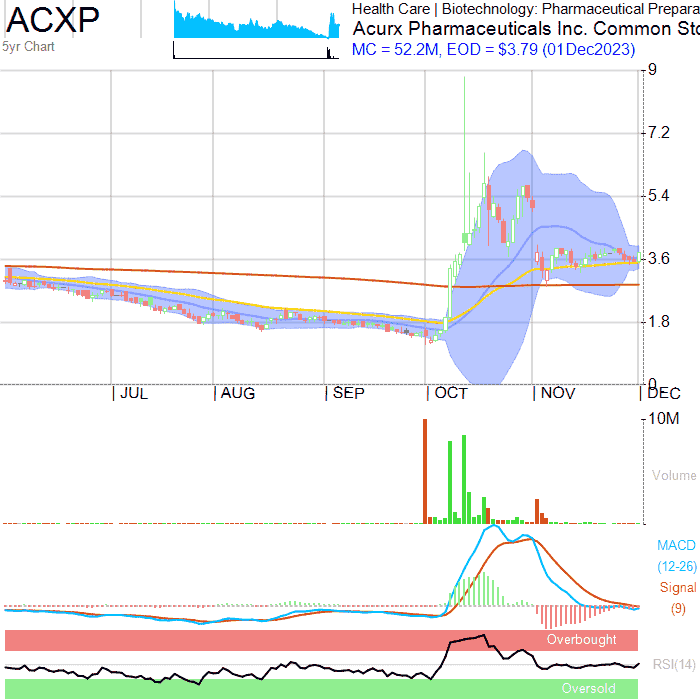 ACXP
5yr Chart
Health Care | Biotechnology: Pharmaceutical Prepara
Acurx Pharmaceuticals Inc. Common Sto
MC = 52.2M, EOD = $3.79 (01Dec2023)
9
7.2
5.4
3.6
1.8
0
| JUL | AUG | SEP | OCT | NOV | DEC
10M
Volume
MACD
(12-26)
Signal
(9)
Overbought
RSI(14)
Oversold